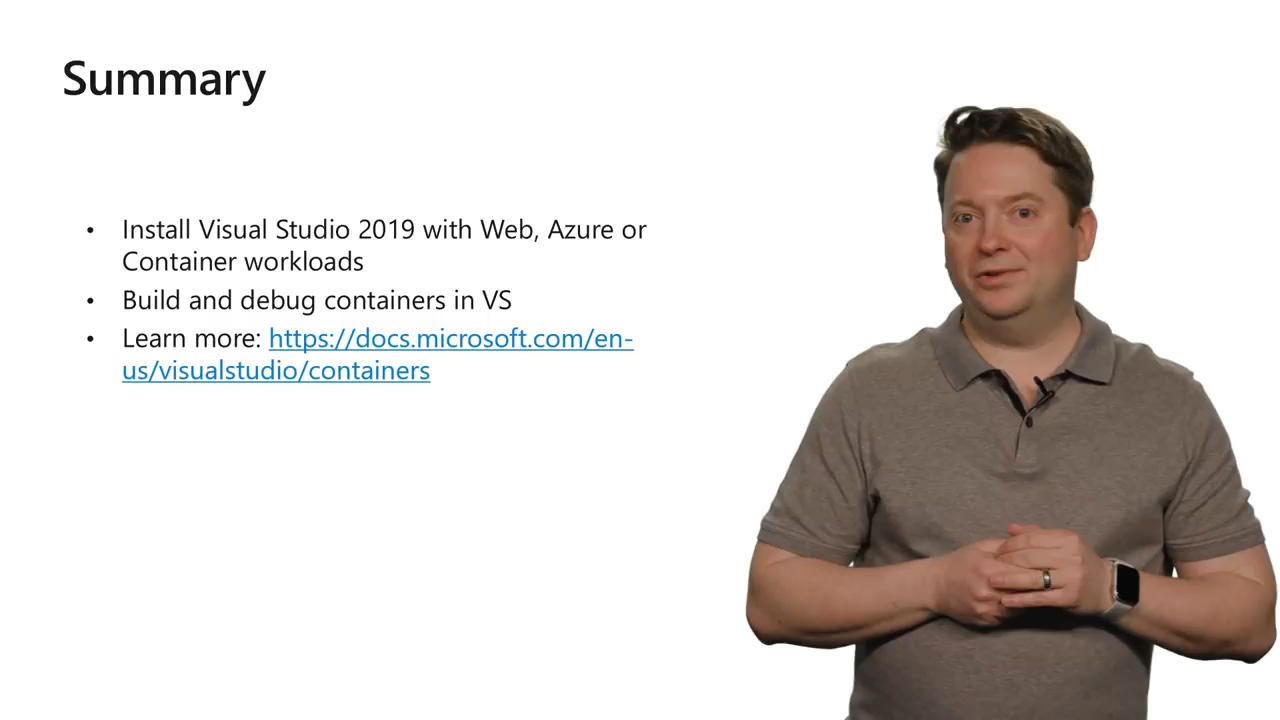 Summary
• Install Visual Studio 2019 with Web, Azure or
Container workloads
• Build and debug containers in VS
• Learn more: https://docs.microsoft.com/en-
us/visualstudio/containers